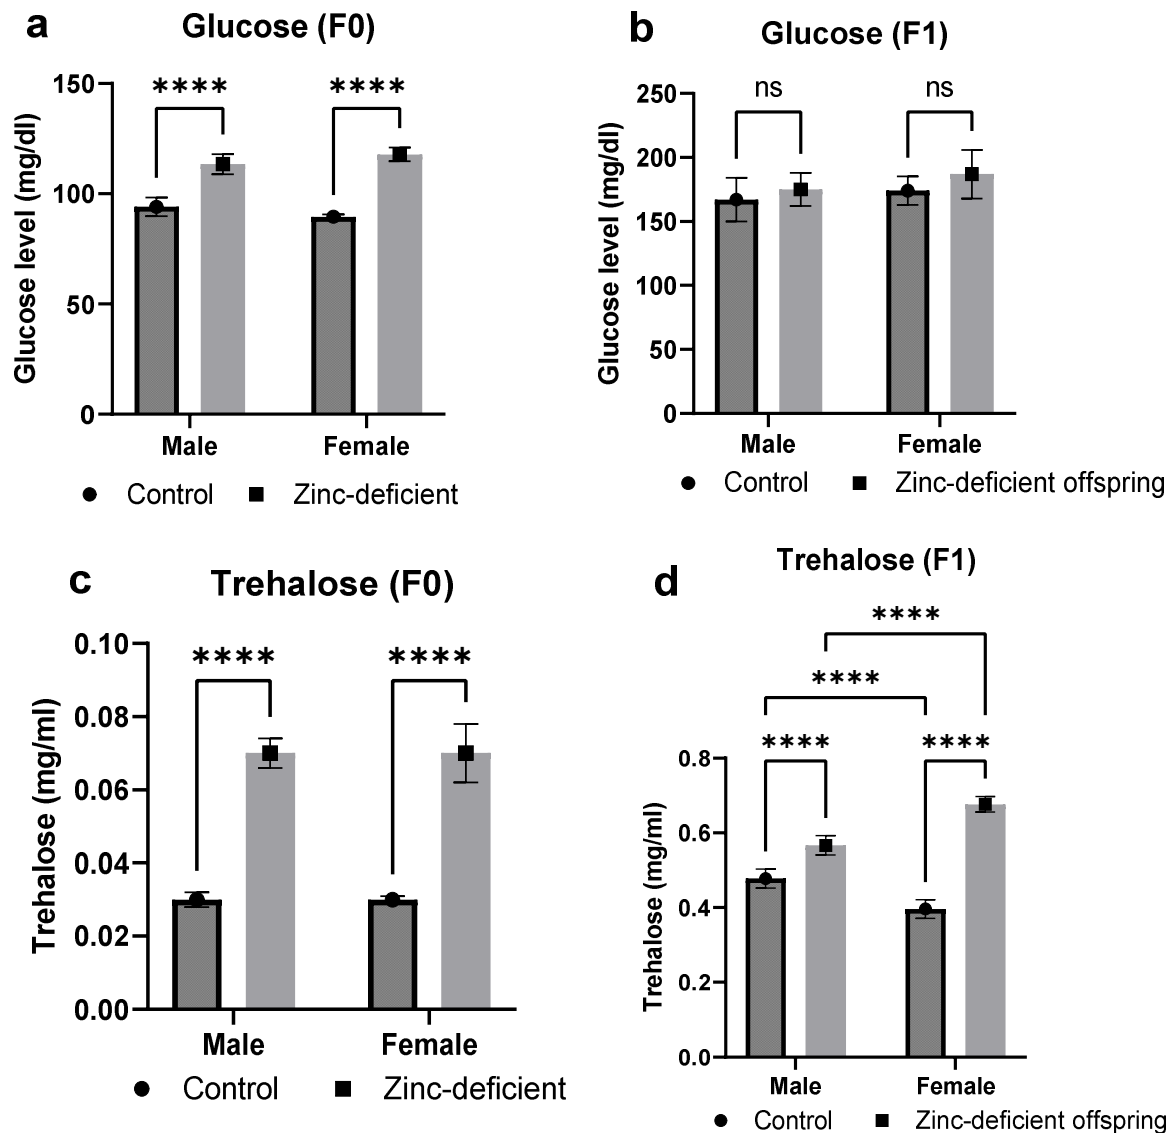 a
Glucose (F0)
Glucose level (mg/dl)
150
100
50
0
****
****
Male
Female
Control
Zinc-deficient
b
Glucose (F1)
Glucose level (mg/dl)
250
200
150
100
50
0
ns
ns
Male
Female
Control
Zinc-deficient offspring
c
Trehalose (F0)
Trehalose (mg/ml)
0.10
0.08
0.06
0.04
0.02
0.00
****
****
Male
Female
Control
Zinc-deficient
d
Trehalose (F1)
****
****
****
****
Trehalose (mg/ml)
0.8
0.6
0.4
0.2
0.0
Male
Female
Control
Zinc-deficient offspring